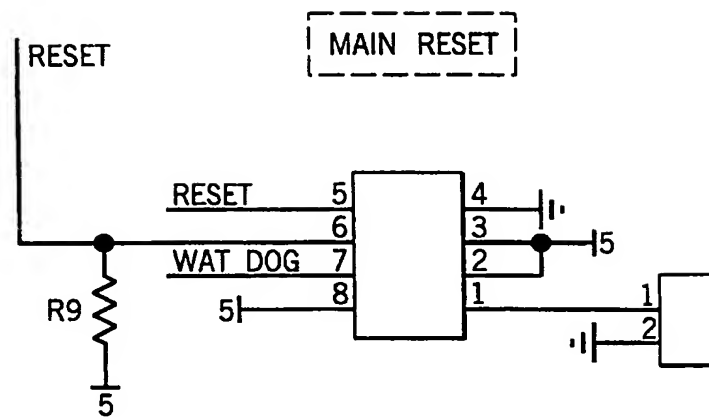 MAIN RESET
RESET
RESET 5 4
6 3 5
WAT DOG 7 2
5 8 1 1
R9 2
5